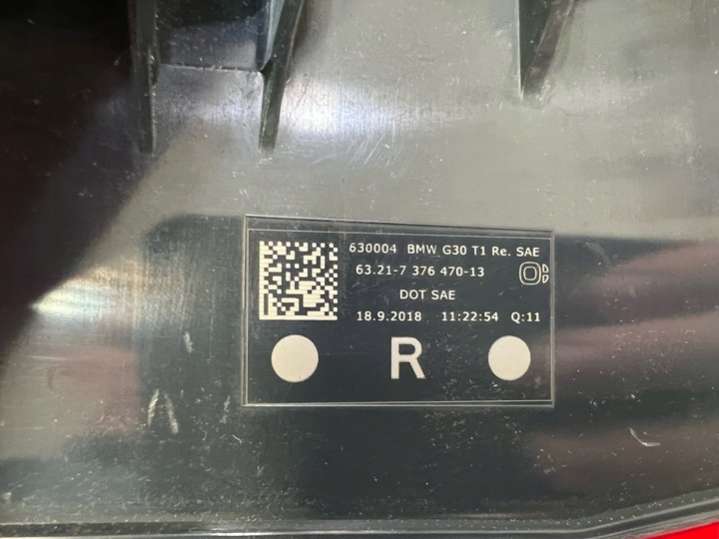 630004 BMW G30 T1 Re. SAE
63.21-7 376 470-13
DOT SAE
18.9.2018 11:22:54 Q:11
R